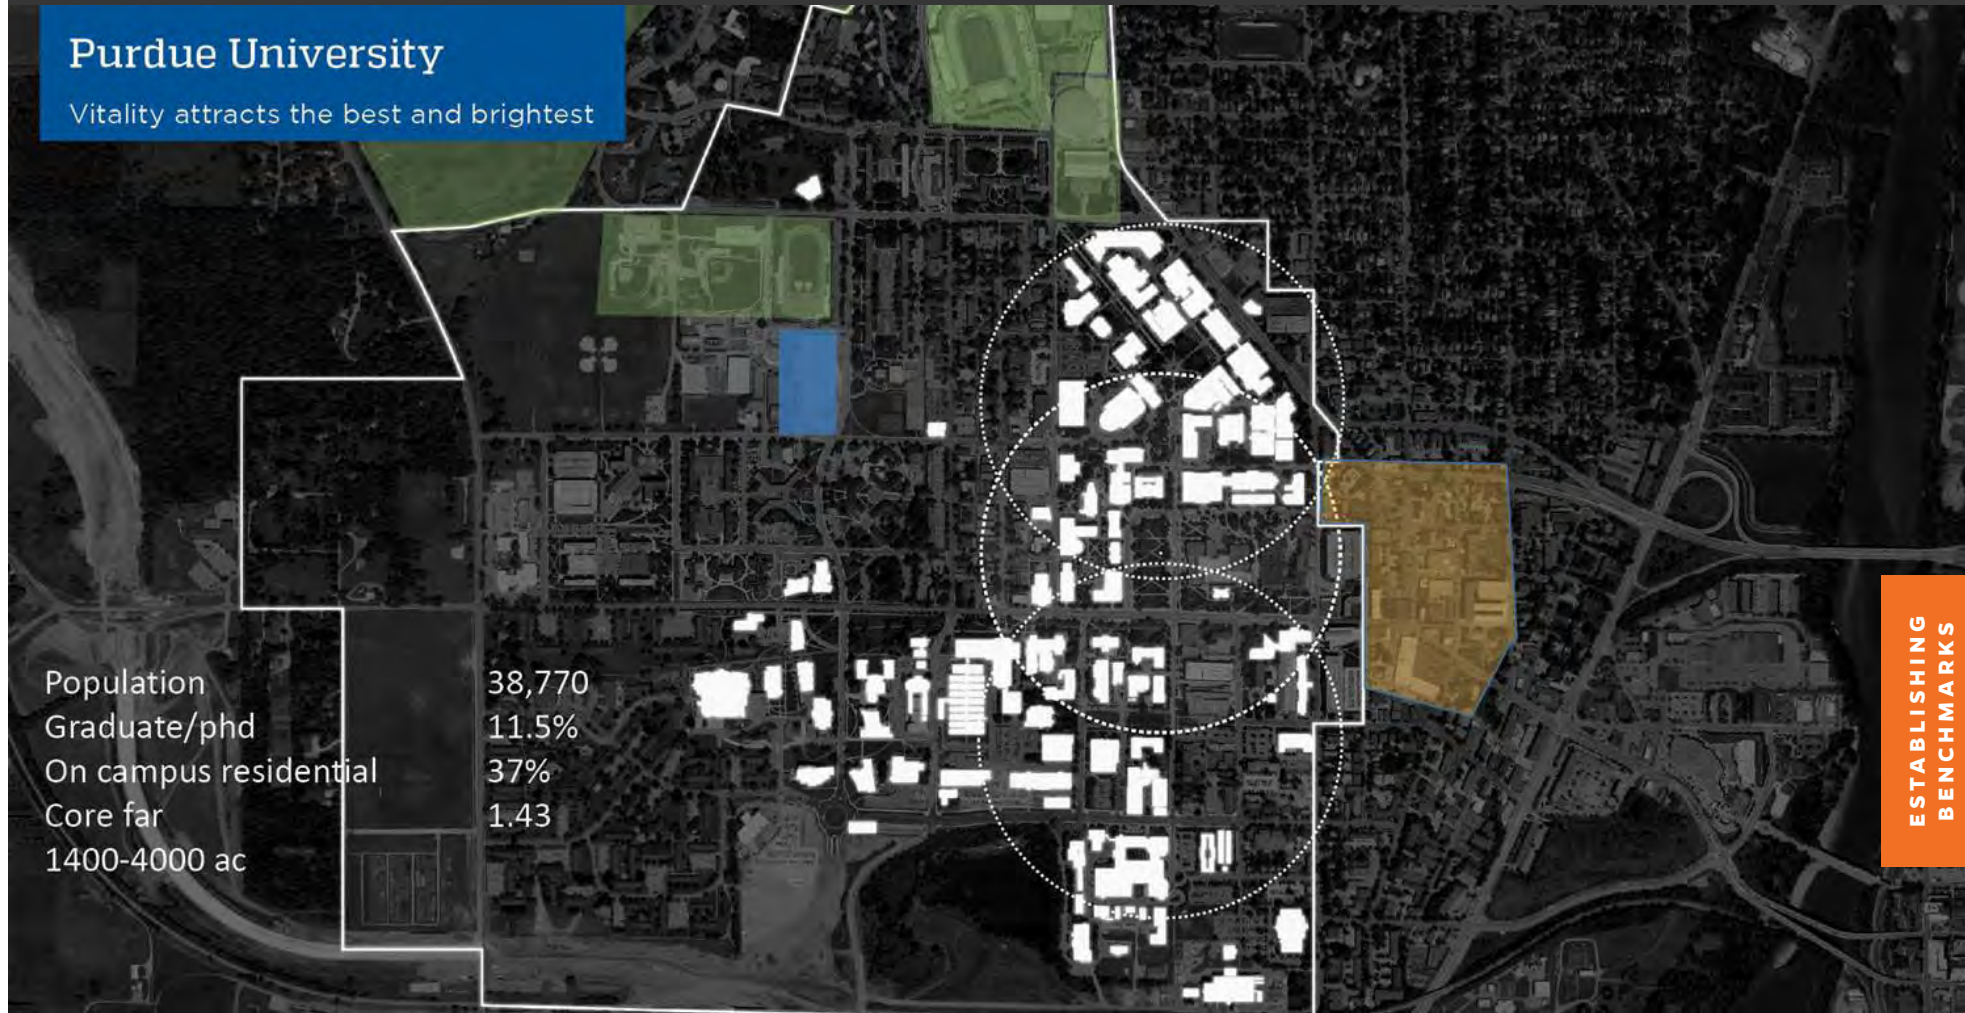 Purdue University
Vitality attracts the best and brightest
Population 38,770
Graduate/phd 11.5%
On campus residential 37%
Core far 1.43
1400-4000 ac
ESTABLISHING
BENCHMARKS